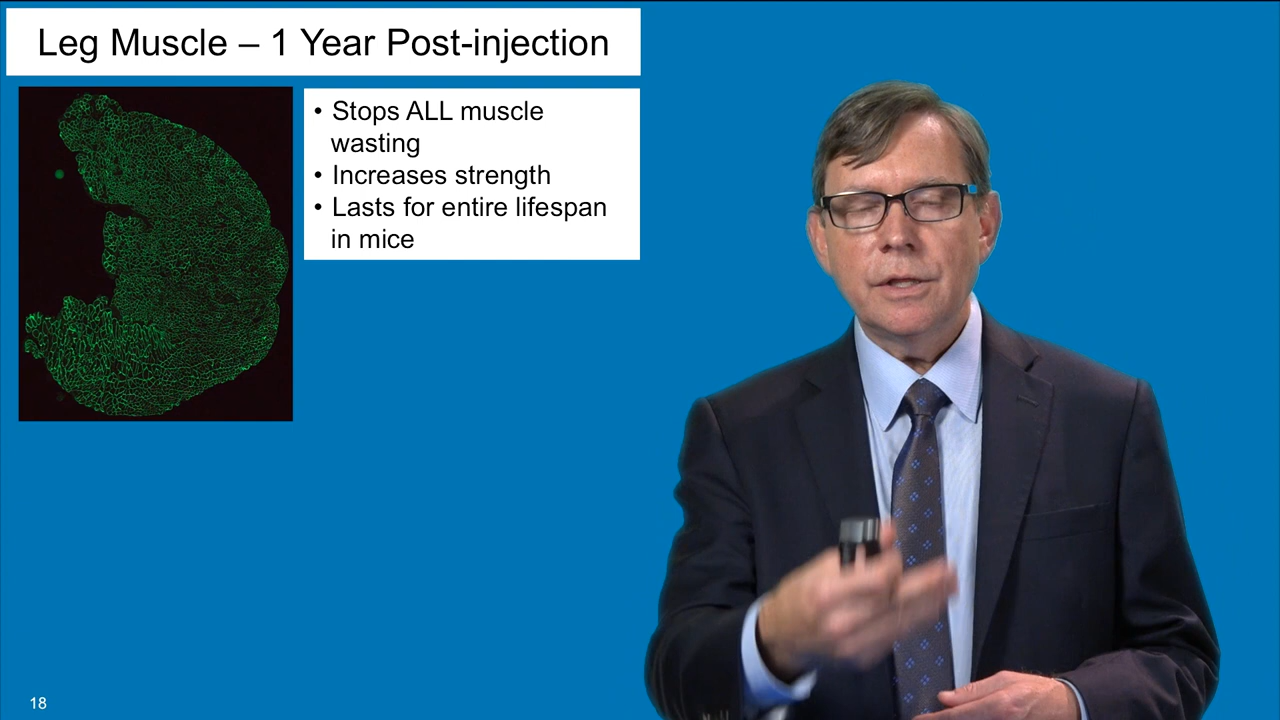 Leg Muscle – 1 Year Post-injection
• Stops ALL muscle
wasting
• Increases strength
• Lasts for entire lifespan
in mice
18